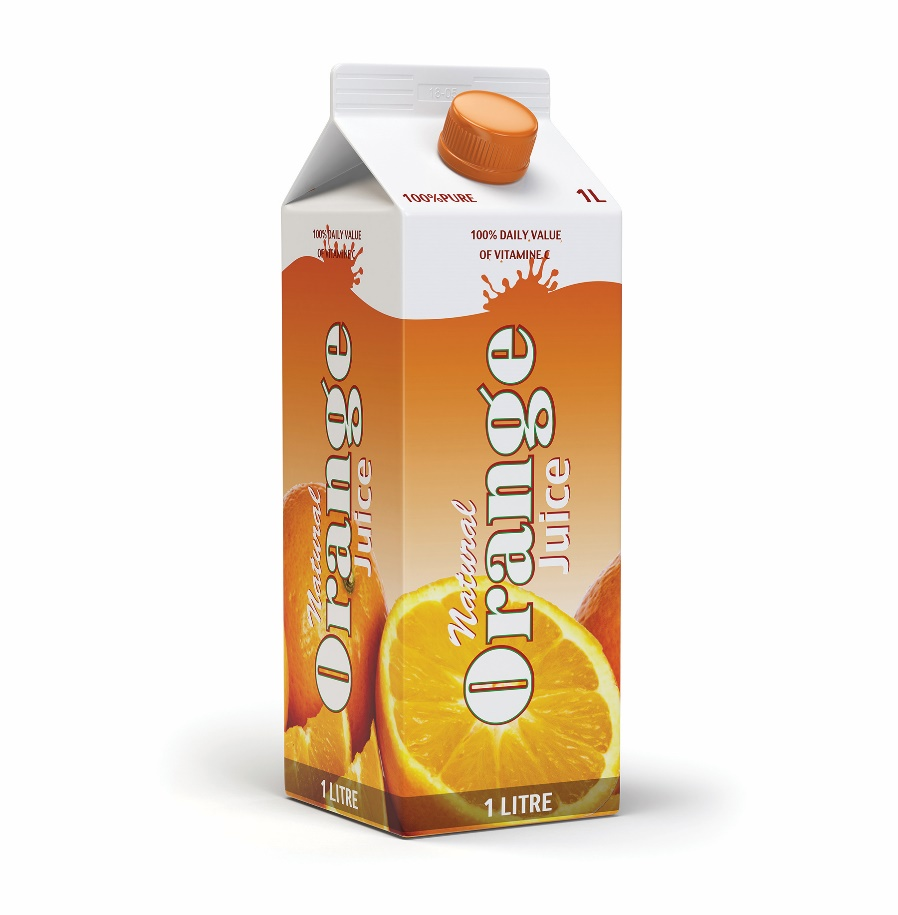 100%PURE
1L
100% DAILY VALUE
OF VITAMINE C
Natural
Orange
Juice
1 LITRE
100% DAILY VALUE
OF VITAMINE C
Natural
Orange
Juice
1 LITRE